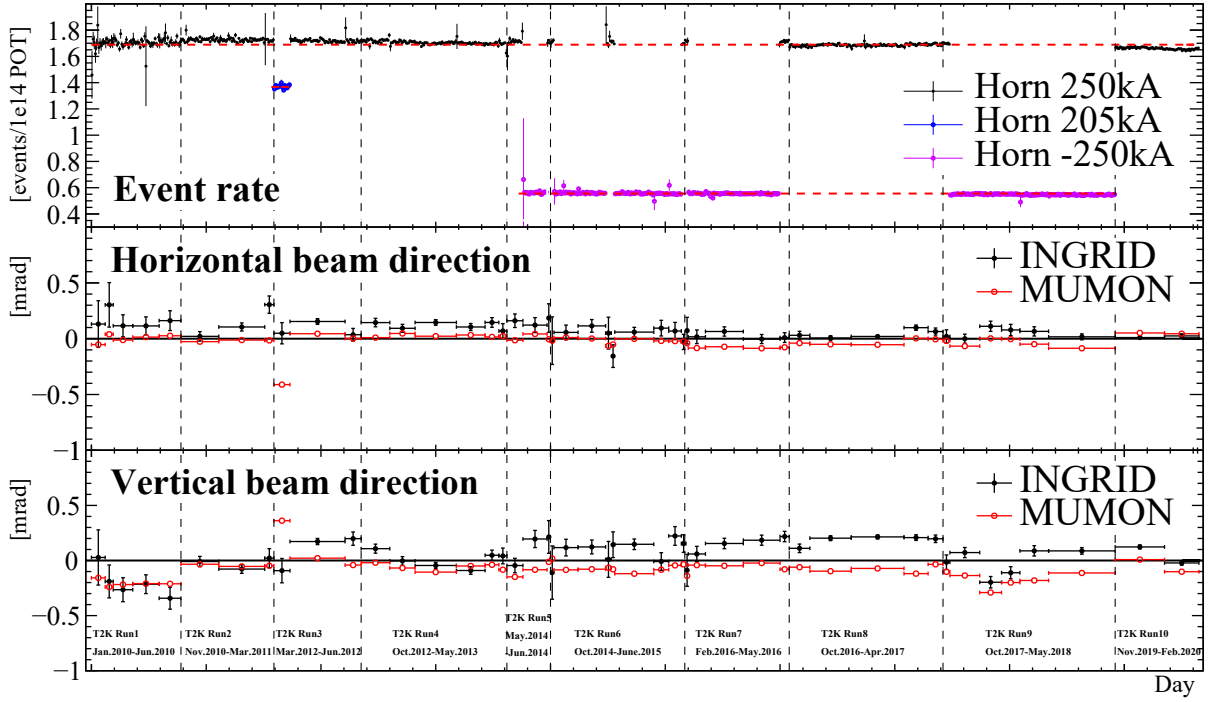 [events/1e14 POT]
1.8
1.6
1.4
1.2
1
0.8
0.6
0.4
Horn 250kA
Horn 205kA
Horn -250kA
Event rate
[mrad]
0.5
0
−0.5
−1
Horizontal beam direction
INGRID
MUMON
[mrad]
0.5
0
−0.5
−1
Vertical beam direction
INGRID
MUMON
T2K Run1
Jan.2010-Jun.2010
T2K Run2
Nov.2010-Mar.2011
T2K Run3
Mar.2012-Jun.2012
T2K Run4
Oct.2012-May.2013
T2K Run5
May.2014
-Jun.2014
T2K Run6
Oct.2014-June.2015
T2K Run7
Feb.2016-May.2016
T2K Run8
Oct.2016-Apr.2017
T2K Run9
Oct.2017-May.2018
T2K Run10
Nov.2019-Feb.2020
Day